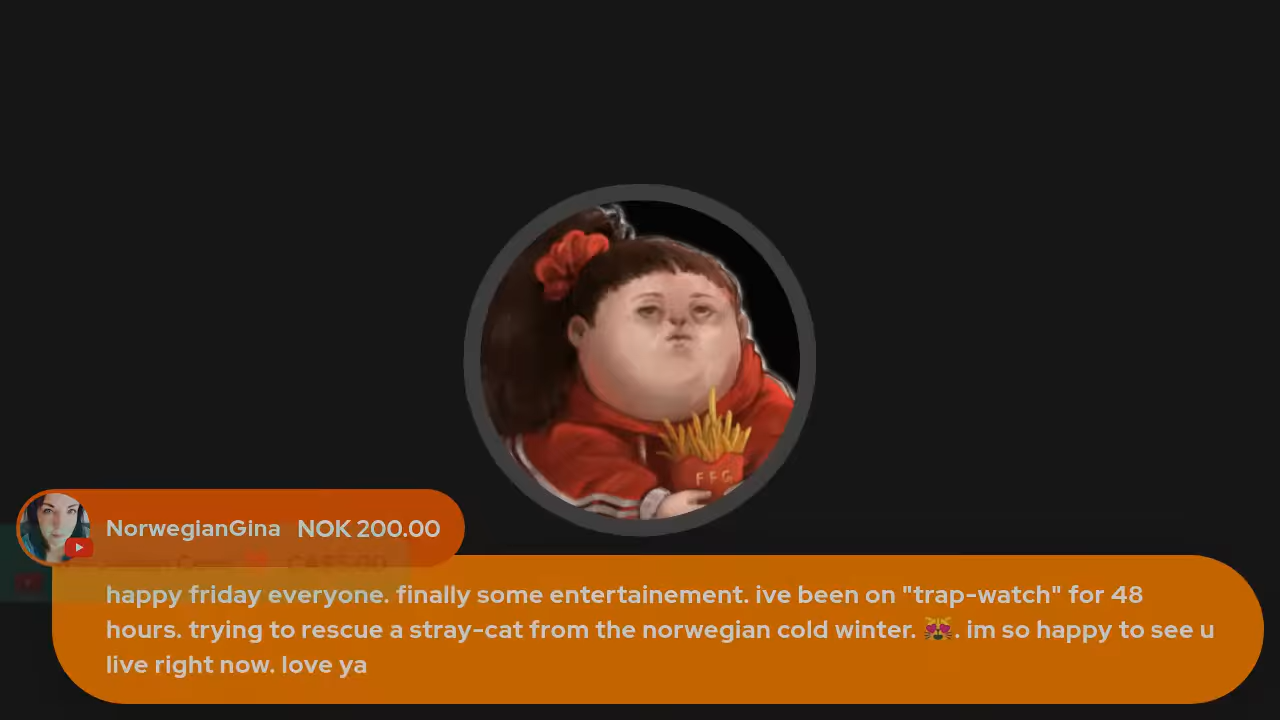 FFG
NorwegianGina NOK 200.00
happy friday everyone. finally some entertainement. ive been on "trap-watch" for 48
hours. trying to rescue a stray-cat from the norwegian cold winter. 😻. im so happy to see u
live right now. love ya